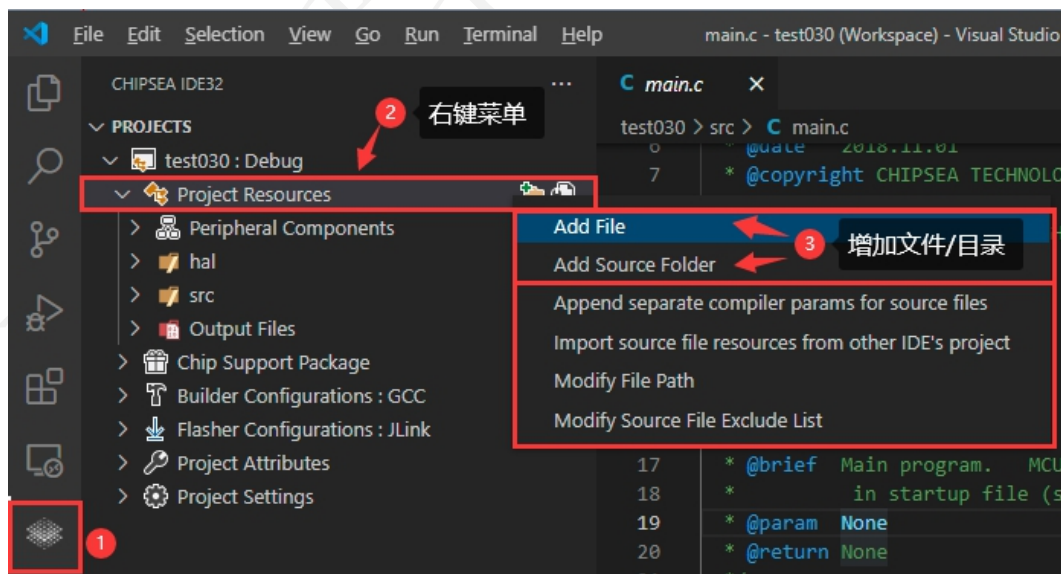 File Edit Selection View Go Run Terminal Help main.c - test030 (Workspace) - Visual Studio
CHIPSEA IDE32 ...
C main.c ×
PROJECTS
2 右键菜单
test030 > src > C main.c
test030 : Debug
6 * @date 2018.11.01
7 * @copyright CHIPSEA TECHNOLO
Project Resources
Peripheral Components
hal
src
Output Files
Chip Support Package
Builder Configurations : GCC
Flasher Configurations : JLink
Project Attributes
Project Settings
1
Add File
3 增加文件/目录
Add Source Folder
Append separate compiler params for source files
Import source file resources from other IDE's project
Modify File Path
Modify Source File Exclude List
17 * @brief Main program. MCU
18 * in startup file (s
19 * @param None
20 * @return None